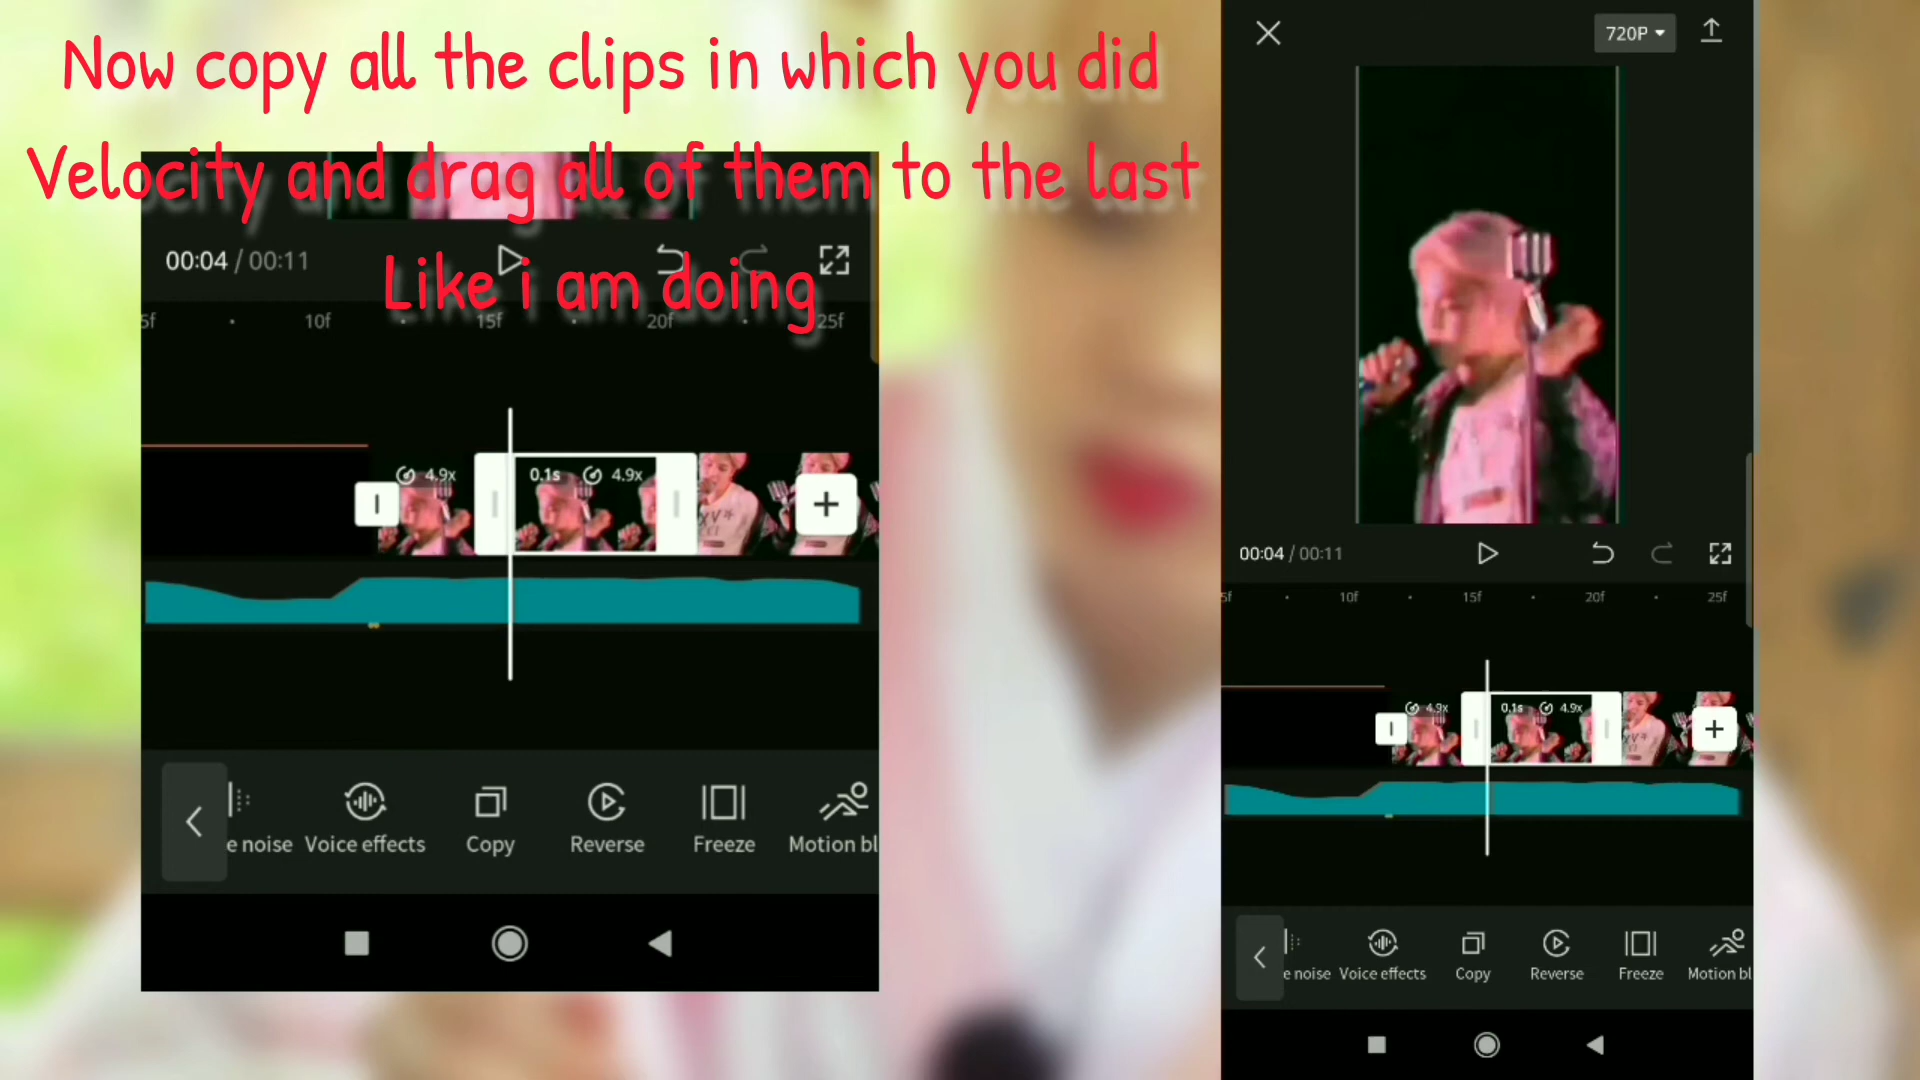 Now copy all the clips in which you did
Velocity and drag all of them to the last
Like i am doing
00:04 / 00:11
5f 10f 15f 20f 25f
4.9x 0.1s 4.9x
e noise Voice effects Copy Reverse Freeze Motion bl
720P
00:04 / 00:11
5f 10f 15f 20f 25f
4.9x 0.1s 4.9x
e noise Voice effects Copy Reverse Freeze Motion bl